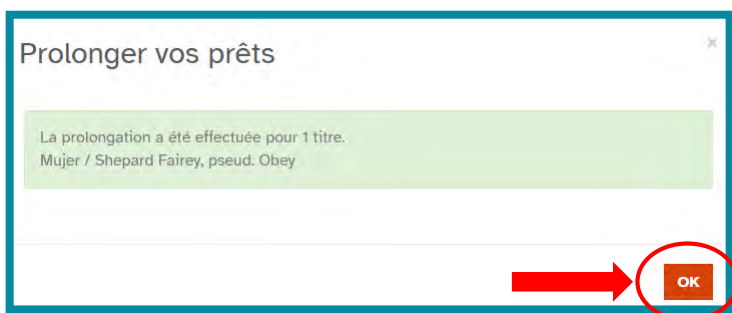 Prolonger vos prêts
×
La prolongation a été effectuée pour 1 titre.
Mujer / Shepard Fairey, pseud. Obey
OK